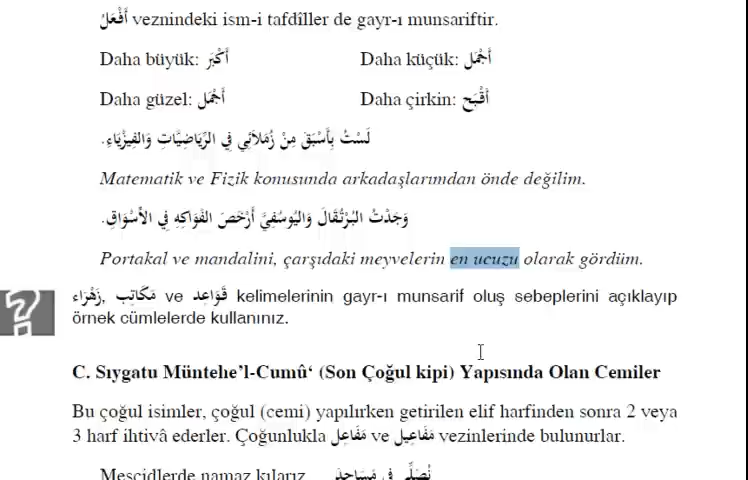 أَفْعَلُ veznindeki ism-i tafdîller de gayr-ı munsariftir.
Daha büyük: أَكْبَرُ Daha küçük: أَجْمَلُ
Daha güzel: أَجْمَلُ Daha çirkin: أَقْبَح
لَسْتُ بِأَسْبَقَ مِنْ زُمَلاَئِي فِي الرِّيَاضِيَّاتِ وَالفِيزْيَاءِ.
Matematik ve Fizik konusunda arkadaşlarımdan önde değilim.
وَجَدْتُ البُرْتُقَالَ وَاليُوسُفِيَّ أَرْخَصَ الفَوَاكِهِ فِي الأَسْوَاقِ.
Portakal ve mandalini, çarşıdaki meyvelerin en ucuzu olarak gördüm.
?
زَهْرَاء, مَكَاتِب ve قَوَاعِد kelimelerinin gayr-ı munsarif oluş sebeplerini açıklayıp
örnek cümlelerde kullanınız.
C. Sıygatu Müntehe’l-Cumû‘ (Son Çoğul kipi) Yapısında Olan Cemiler
Bu çoğul isimler, çoğul (cemi) yapılırken getirilen elif harfinden sonra 2 veya
3 harf ihtivâ ederler. Çoğunlukla مَفَاعِل ve مَفَاعِيل vezinlerinde bulunurlar.
Mescidlerde namaz kılarız نُصَلِّي فِي مَسَاجِدَ